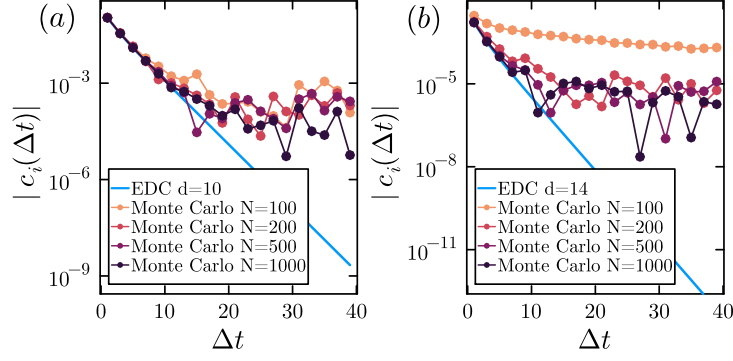 (a)
| c_i(Δt)|
10^{-3}
10^{-6}
10^{-9}
EDC d=10
Monte Carlo N=100
Monte Carlo N=200
Monte Carlo N=500
Monte Carlo N=1000
0 10 20 30 40
Δt
(b)
| c_i(Δt)|
10^{-5}
10^{-8}
10^{-11}
EDC d=14
Monte Carlo N=100
Monte Carlo N=200
Monte Carlo N=500
Monte Carlo N=1000
0 10 20 30 40
Δt